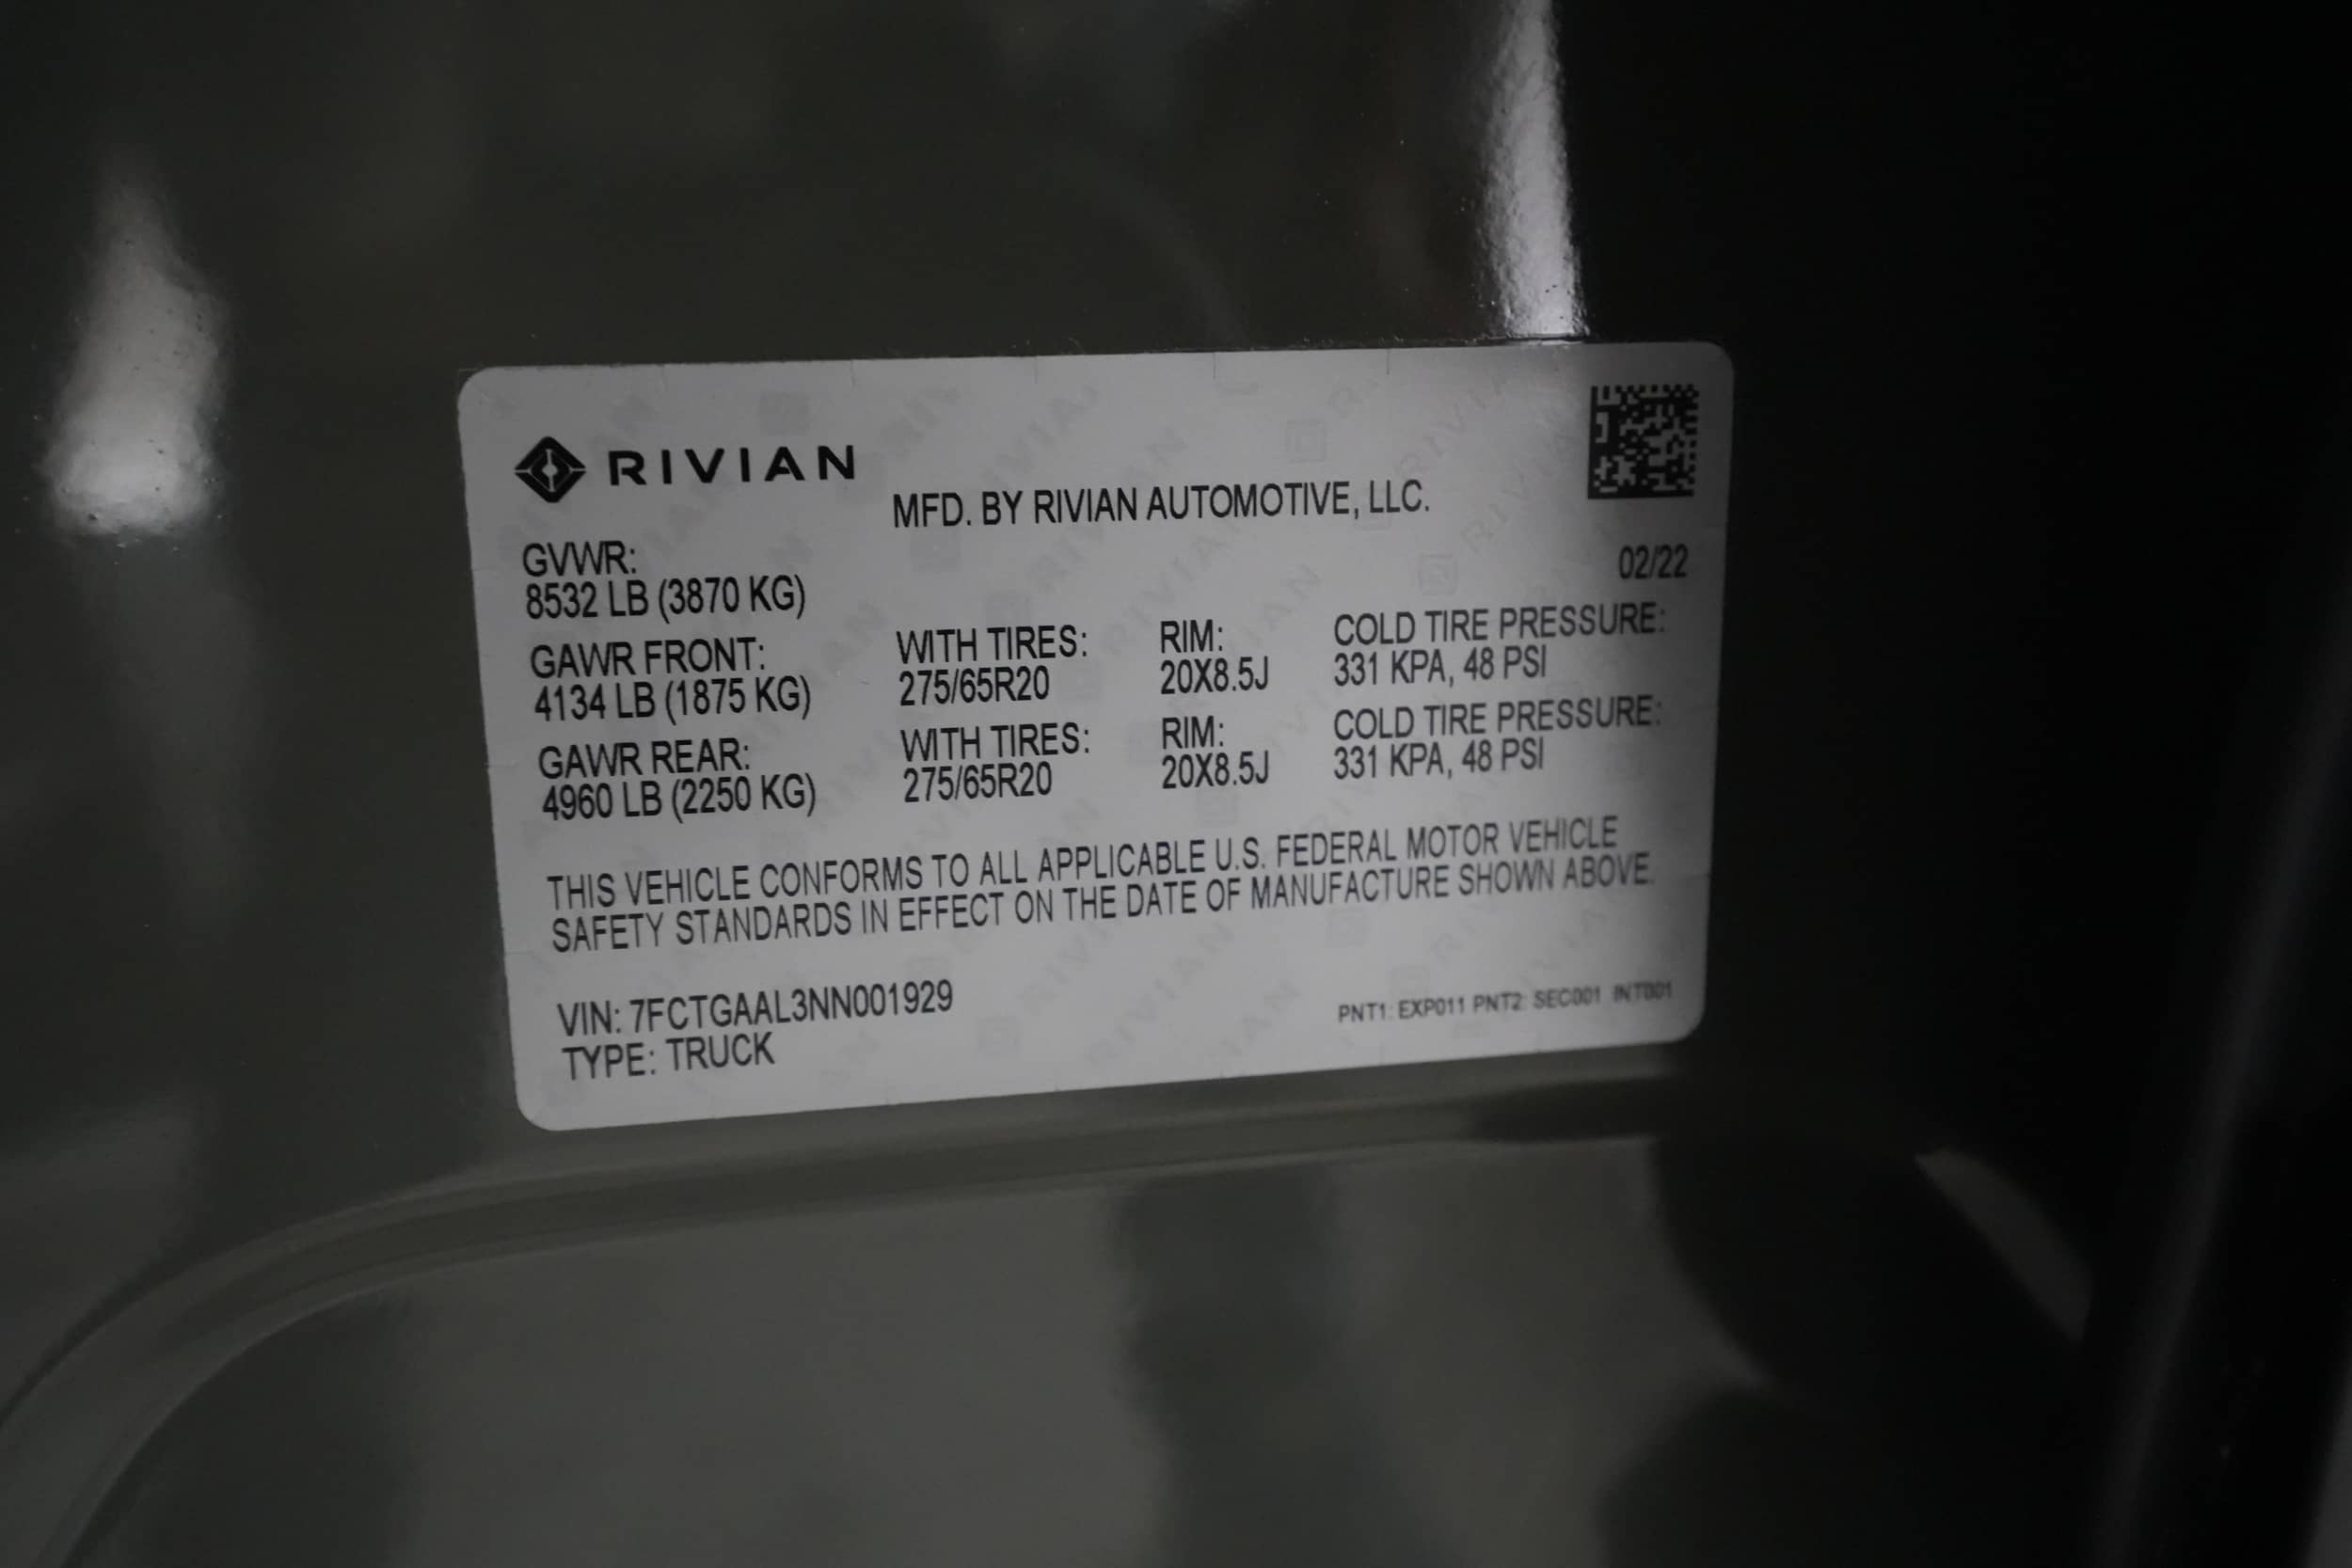 RIVIAN
MFD. BY RIVIAN AUTOMOTIVE, LLC.
GVWR:
8532 LB (3870 KG)
02/22
GAWR FRONT: WITH TIRES: RIM: COLD TIRE PRESSURE:
4134 LB (1875 KG) 275/65R20 20X8.5J 331 KPA, 48 PSI
GAWR REAR: WITH TIRES: RIM: COLD TIRE PRESSURE:
4960 LB (2250 KG) 275/65R20 20X8.5J 331 KPA, 48 PSI
THIS VEHICLE CONFORMS TO ALL APPLICABLE U.S. FEDERAL MOTOR VEHICLE
SAFETY STANDARDS IN EFFECT ON THE DATE OF MANUFACTURE SHOWN ABOVE.
VIN: 7FCTGAAL3NN001929
TYPE: TRUCK
PNT1: EXP011 PNT2: SEC001 INT001